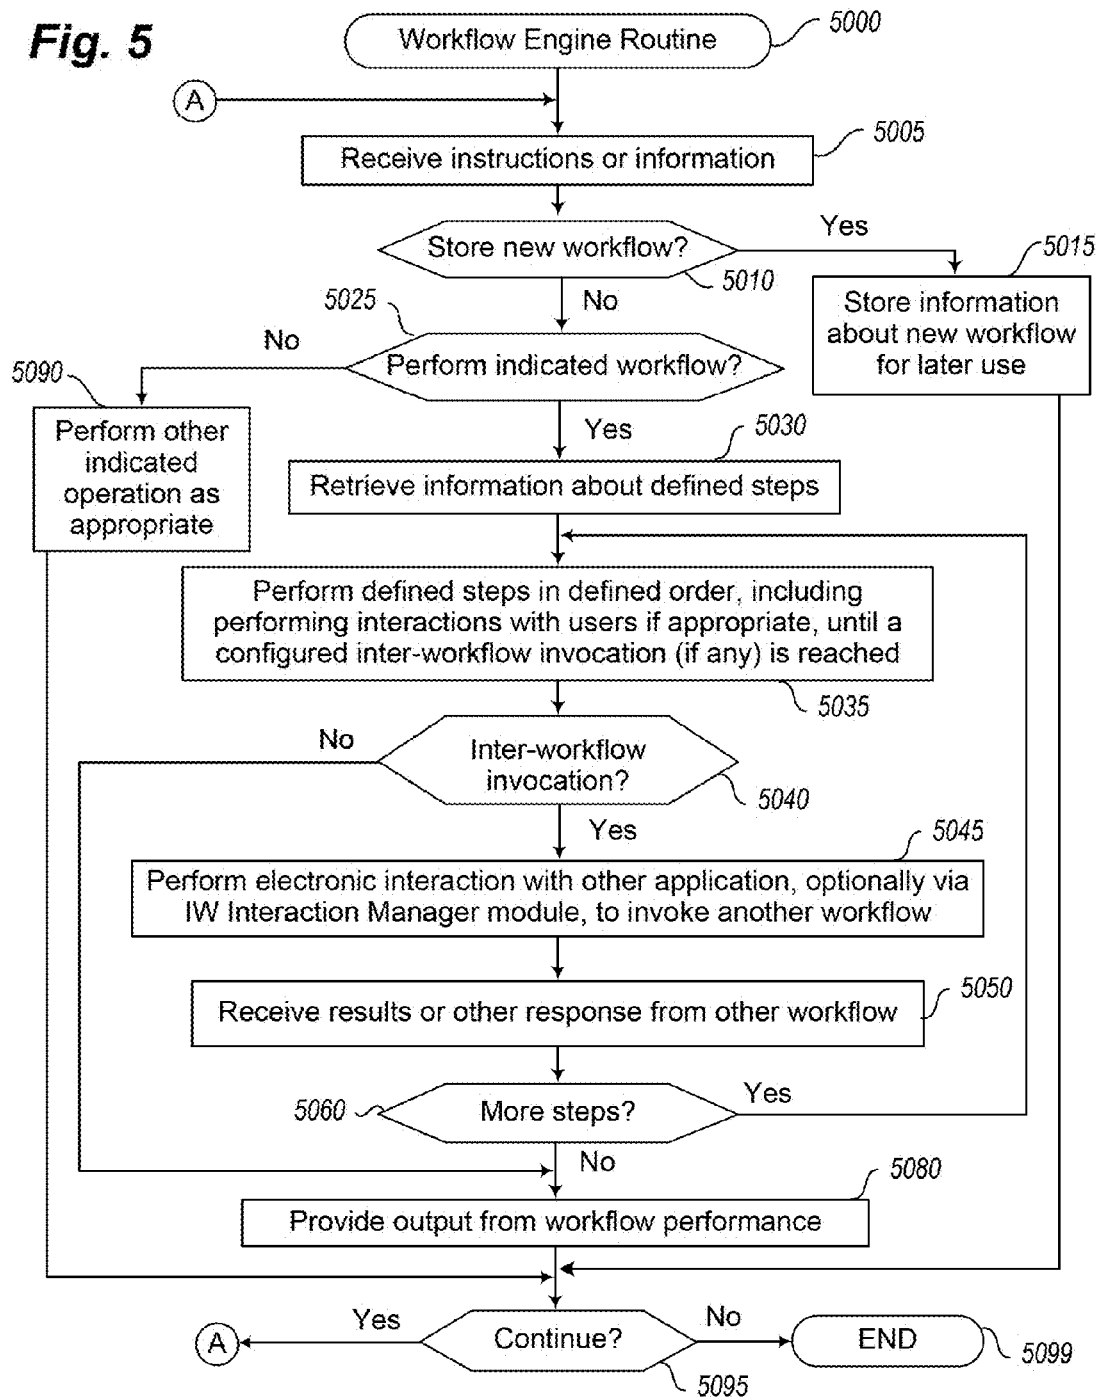 Fig. 5
Workflow Engine Routine
5000
A
5005
Receive instructions or information
Yes
Store new workflow?
5010
5015
Store information
about new workflow
for later use
No
5025
No
Perform indicated workflow?
5090
Perform other
indicated
operation as
appropriate
Yes
5030
Retrieve information about defined steps
Perform defined steps in defined order, including
performing interactions with users if appropriate, until a
configured inter-workflow invocation (if any) is reached
5035
No
Inter-workflow
invocation?
5040
Yes
5045
Perform electronic interaction with other application, optionally via
IW Interaction Manager module, to invoke another workflow
5050
Receive results or other response from other workflow
5060
More steps?
Yes
No
5080
Provide output from workflow performance
Yes
No
A
Continue?
END
5095
5099